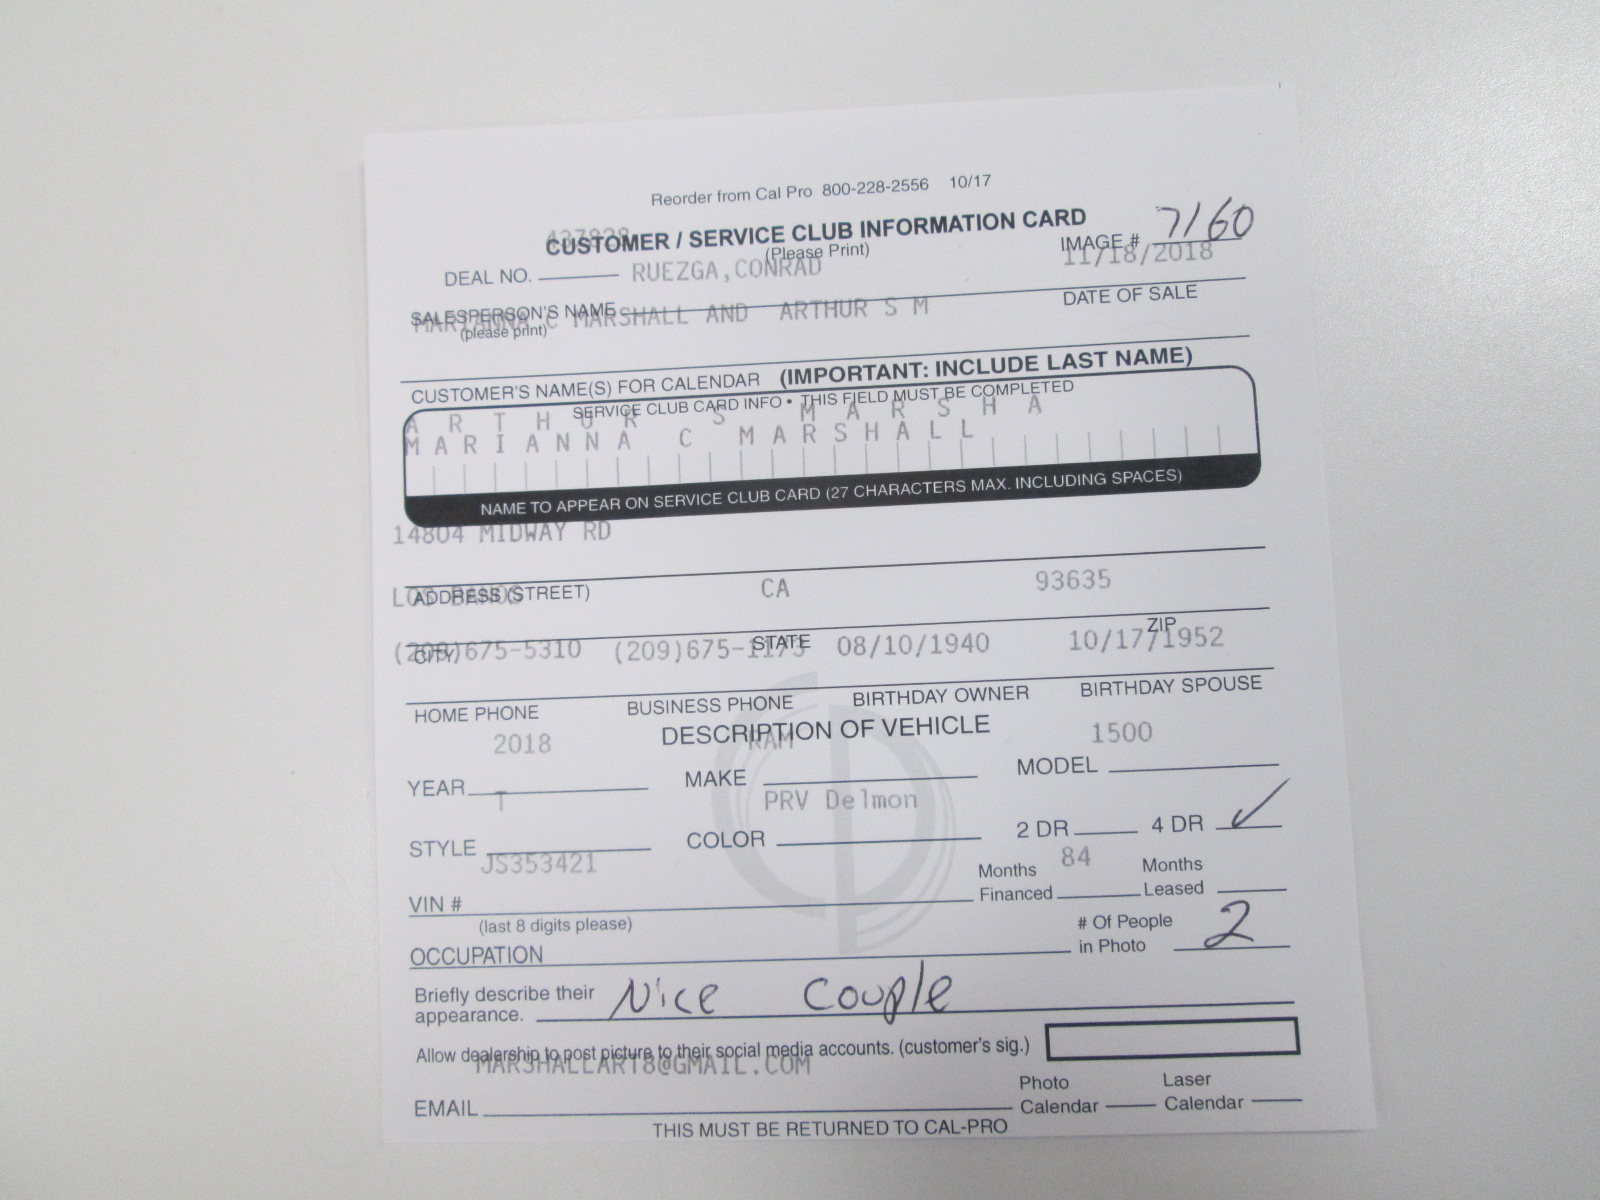 Reorder from Cal Pro 800-228-2556 10/17
CUSTOMER / SERVICE CLUB INFORMATION CARD
(Please Print)
IMAGE # 7160
11/18/2018
DEAL NO. RUEZGA,CONRAD
SALESPERSON'S NAME
(please print)
DATE OF SALE
MARIANNA C MARSHALL AND ARTHUR S M
CUSTOMER'S NAME(S) FOR CALENDAR (IMPORTANT: INCLUDE LAST NAME)
SERVICE CLUB CARD INFO • THIS FIELD MUST BE COMPLETED
ARTHUR S MARSHA
MARIANNA C MARSHALL
NAME TO APPEAR ON SERVICE CLUB CARD (27 CHARACTERS MAX. INCLUDING SPACES)
14804 MIDWAY RD
ADDRESS (STREET)
LOS BANOS CA 93635
CITY STATE ZIP
(209)675-5310 (209)675-1173 08/10/1940 10/17/1952
HOME PHONE BUSINESS PHONE BIRTHDAY OWNER BIRTHDAY SPOUSE
DESCRIPTION OF VEHICLE
2018 RAM 1500
YEAR MAKE MODEL
T PRV Delmon
STYLE COLOR 2 DR 4 DR ✓
JS353421 84
VIN # Months Financed Months Leased
(last 8 digits please)
OCCUPATION # Of People in Photo 2
Briefly describe their appearance. Nice Couple
Allow dealership to post picture to their social media accounts. (customer's sig.)
MARSHALLART8@GMAIL.COM
EMAIL Photo Calendar Laser Calendar
THIS MUST BE RETURNED TO CAL-PRO